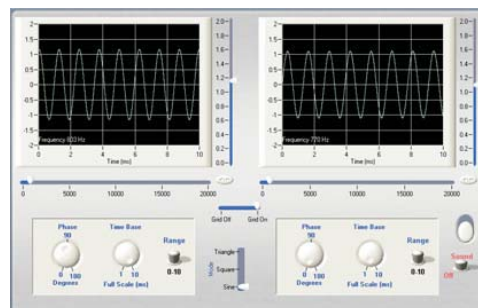 2
1.5
1
0.5
0
-0.5
-1
-1.5
-2
Frequency 833 Hz
0 2 4 6 8 10
Time (ms)
2.0
1.8
1.6
1.4
1.2
1.0
0.8
0.6
0.4
0.2
0.0
2
1.5
1
0.5
0
-0.5
-1
-1.5
-2
Frequency 770 Hz
0 2 4 6 8 10
Time (ms)
2.0
1.8
1.6
1.4
1.2
1.0
0.8
0.6
0.4
0.2
0.0
0 5000 10000 15000 20000
0 5000 10000 15000 20000
Grid Off Grid On
Phase
90
0 180
Degrees
Time Base
1 10
Full Scale (ms)
Range
0-10
Mode
Triangle
Square
Sine
Phase
90
0 180
Degrees
Time Base
1 10
Full Scale (ms)
Range
0-10
Sound
Off